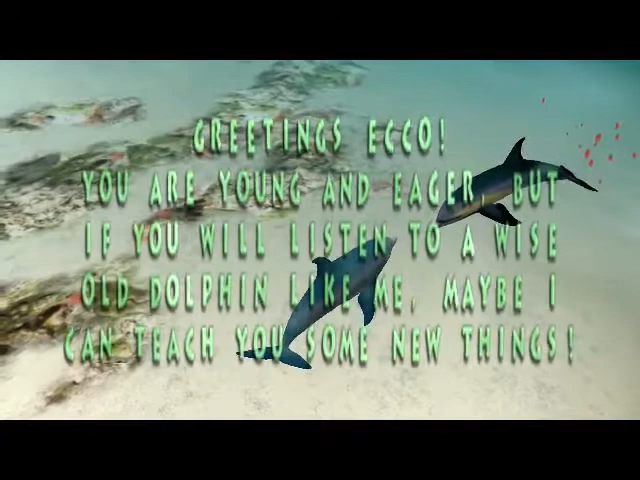 GREETINGS ECCO!
YOU ARE YOUNG AND EAGER, BUT
IF YOU WILL LISTEN TO A WISE
OLD DOLPHIN LIKE ME, MAYBE I
CAN TEACH YOU SOME NEW THINGS!